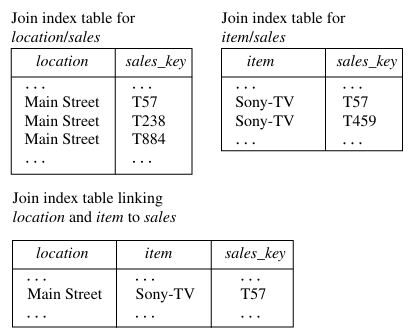 Join index table for
location/sales
location sales_key
. . . . . .
Main Street T57
Main Street T238
Main Street T884
. . . . . .
Join index table for
item/sales
item sales_key
. . . . . .
Sony-TV T57
Sony-TV T459
. . . . . .
Join index table linking
location and item to sales
location item sales_key
. . . . . . . . .
Main Street Sony-TV T57
. . . . . . . . .